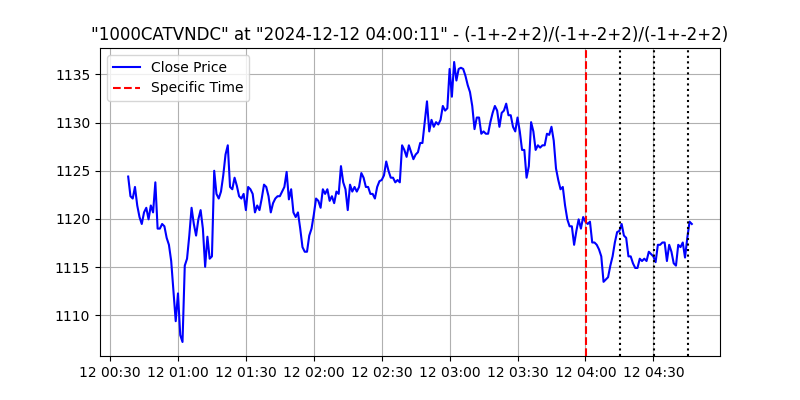 "1000CATVNDC" at "2024-12-12 04:00:11" - (-1+-2+2)/(-1+-2+2)/(-1+-2+2)
Close Price
Specific Time
1135
1130
1125
1120
1115
1110
12 00:30 12 01:00 12 01:30 12 02:00 12 02:30 12 03:00 12 03:30 12 04:00 12 04:30